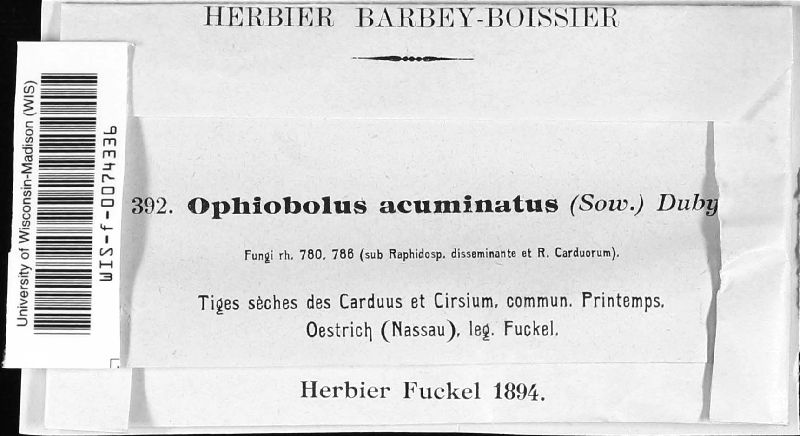 HERBIER BARBEY-BOISSIER
University of Wisconsin-Madison (WIS)
WIS-f-0074336
392. Ophiobolus acuminatus (Sow.) Duby
Fungi rh. 780, 786 (sub Raphidosp. disseminante et R. Carduorum).
Tiges sèches des Carduus et Cirsium, commun. Printemps.
Oestrich (Nassau), leg. Fuckel.
Herbier Fuckel 1894.